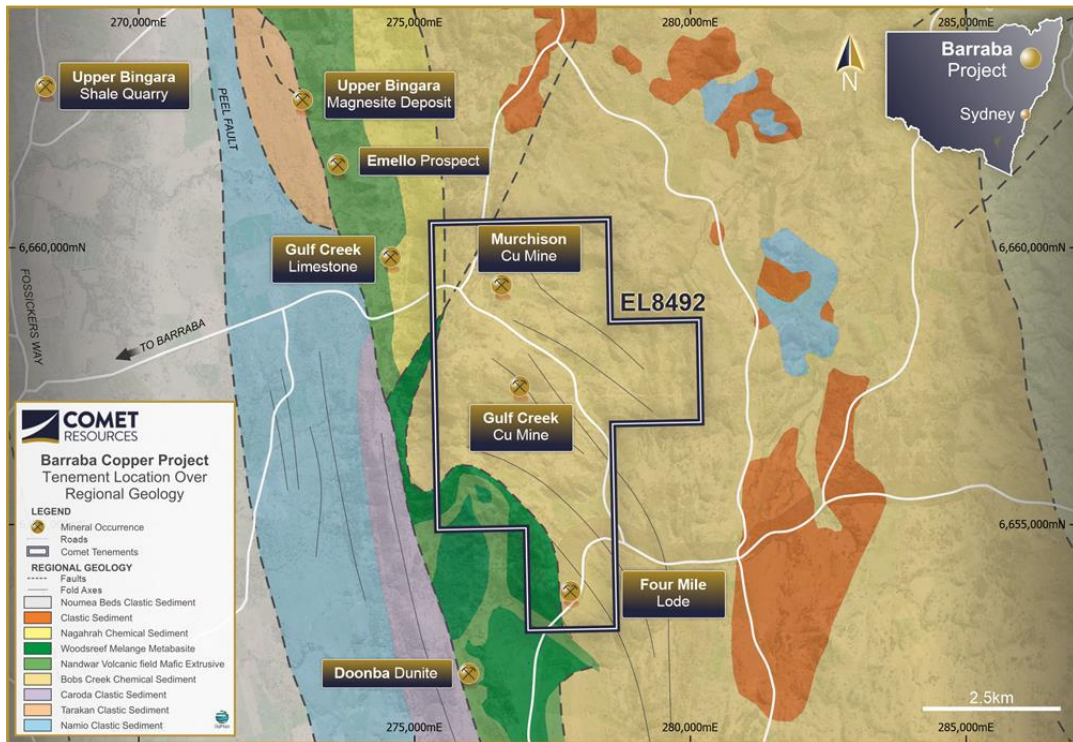 270,000mE
275,000mE
280,000mE
285,000mE
Upper Bingara
Shale Quarry
PEEL FAULT
Upper Bingara
Magnesite Deposit
N
Barraba
Project
Sydney
Emello Prospect
6,660,000mN
Gulf Creek
Limestone
Murchison
Cu Mine
6,660,000mN
EL8492
FOSSICKERS WAY
TO BARRABA
Gulf Creek
Cu Mine
COMET
RESOURCES
Barraba Copper Project
Tenement Location Over
Regional Geology
LEGEND
Mineral Occurrence
Roads
Comet Tenements
REGIONAL GEOLOGY
Faults
Fold Axes
Noumea Beds Clastic Sediment
Clastic Sediment
Nagahrah Chemical Sediment
Woodsreef Melange Metabasite
Nandwar Volcanic field Mafic Extrusive
Bobs Creek Chemical Sediment
Caroda Clastic Sediment
Tarakan Clastic Sediment
Namio Clastic Sediment
6,655,000mN
Four Mile
Lode
Doonba Dunite
2.5km
275,000mE
280,000mE
285,000mE